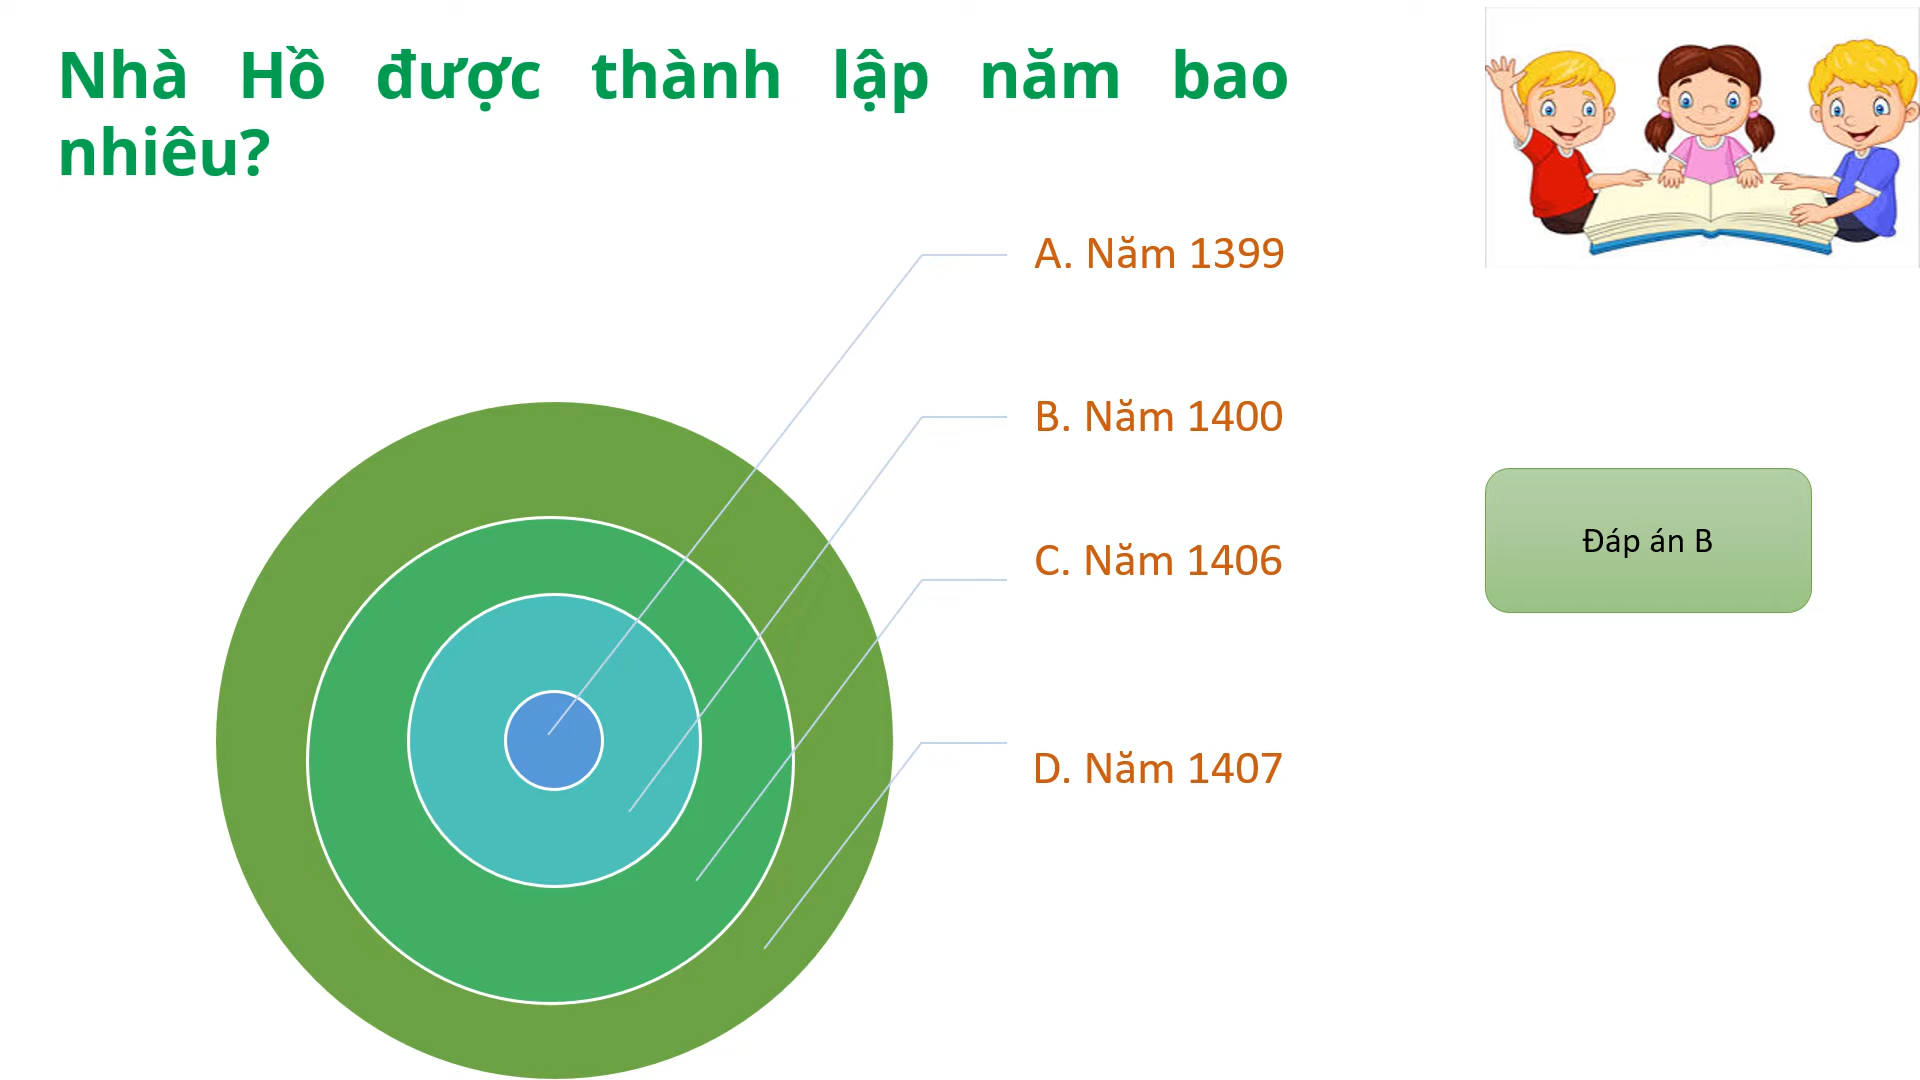 Nhà Hồ được thành lập năm bao
nhiêu?
A. Năm 1399
B. Năm 1400
C. Năm 1406
D. Năm 1407
Đáp án B